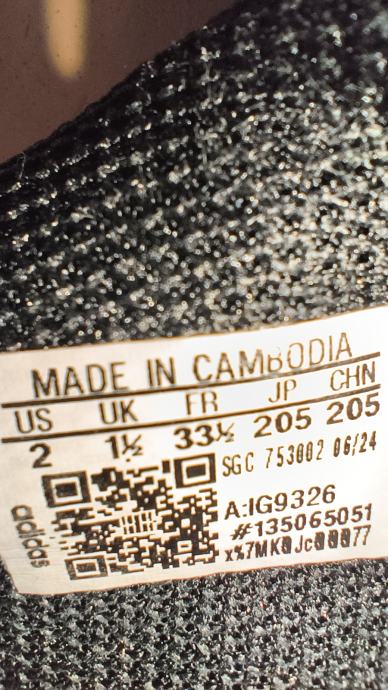 MADE IN CAMBODIA
US UK FR JP CHN
2 1½ 33½ 205 205
SGC 753002 06/24
A:IG9326
#135065051
adidas